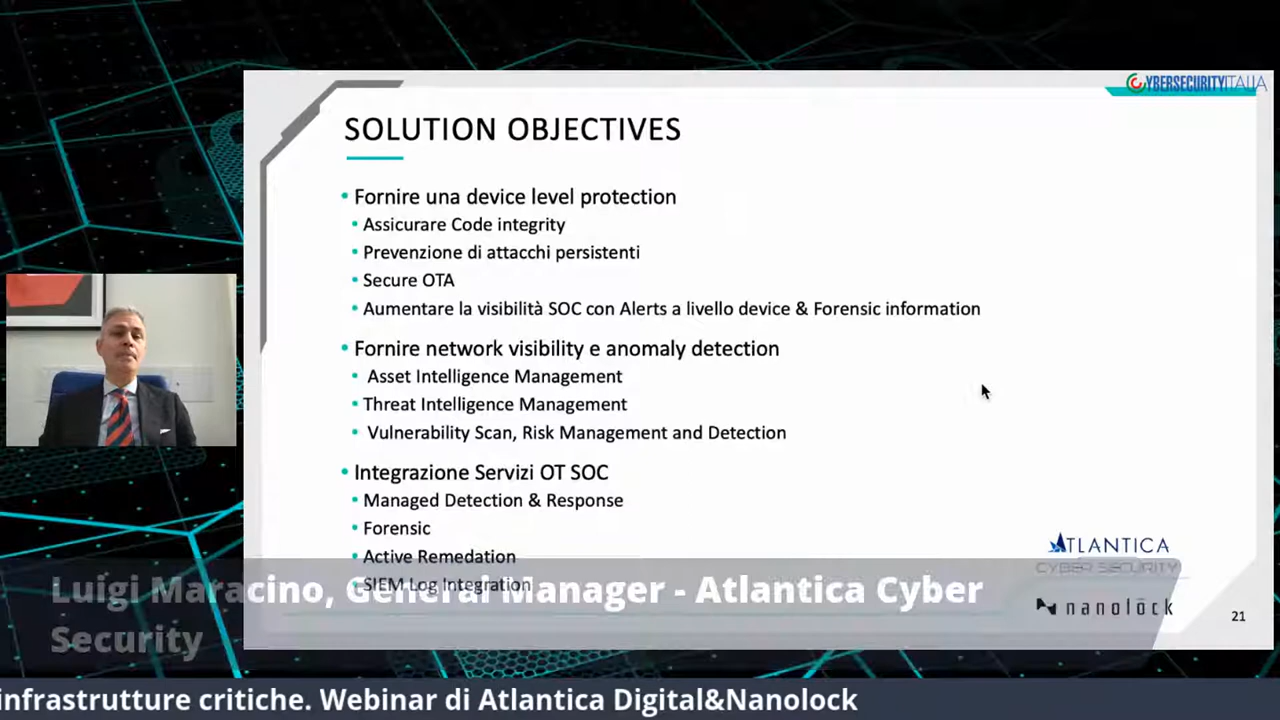 CYBERSECURITYITALIA
SOLUTION OBJECTIVES
• Fornire una device level protection
• Assicurare Code integrity
• Prevenzione di attacchi persistenti
• Secure OTA
• Aumentare la visibilità SOC con Alerts a livello device & Forensic information
• Fornire network visibility e anomaly detection
• Asset Intelligence Management
• Threat Intelligence Management
• Vulnerability Scan, Risk Management and Detection
• Integrazione Servizi OT SOC
• Managed Detection & Response
• Forensic
• Active Remedation
• SIEM Log Integration
ATLANTICA
CYBER SECURITY
nanolock
21
Luigi Maracino, General Manager - Atlantica Cyber
Security
infrastrutture critiche. Webinar di Atlantica Digital&Nanolock